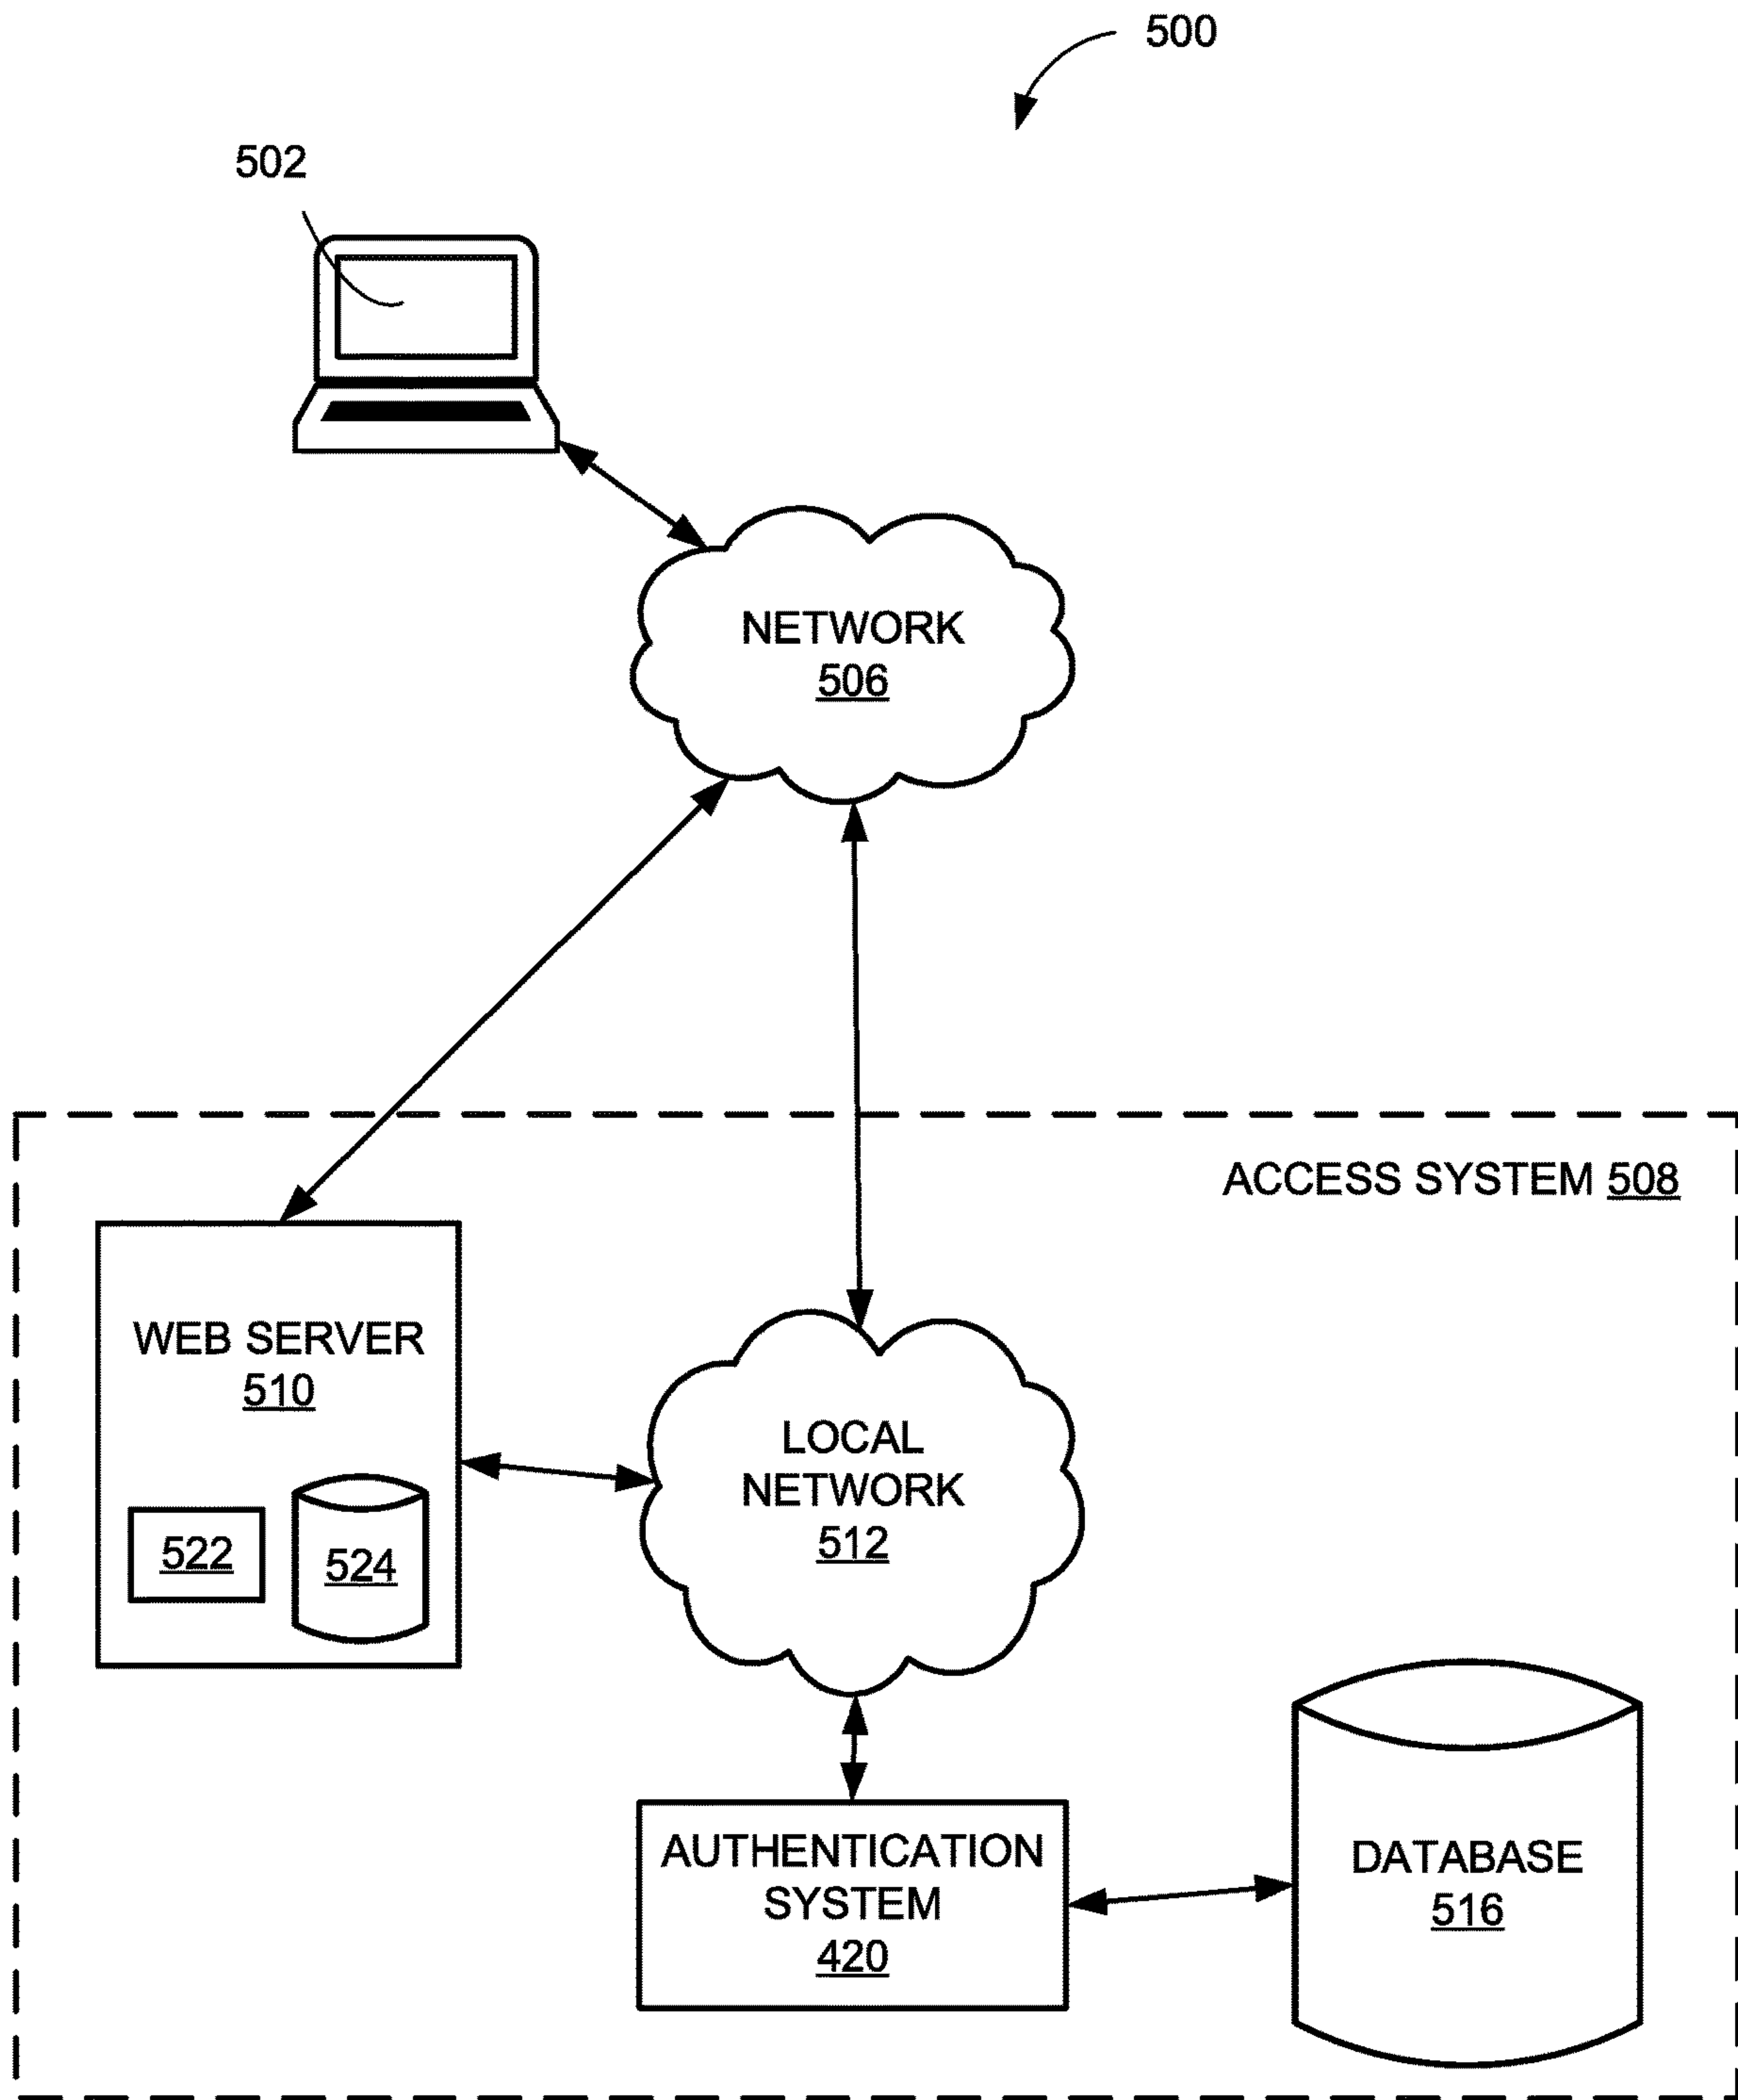 500
502
NETWORK
506
ACCESS SYSTEM 508
WEB SERVER
510
522
524
LOCAL
NETWORK
512
AUTHENTICATION
SYSTEM
420
DATABASE
516